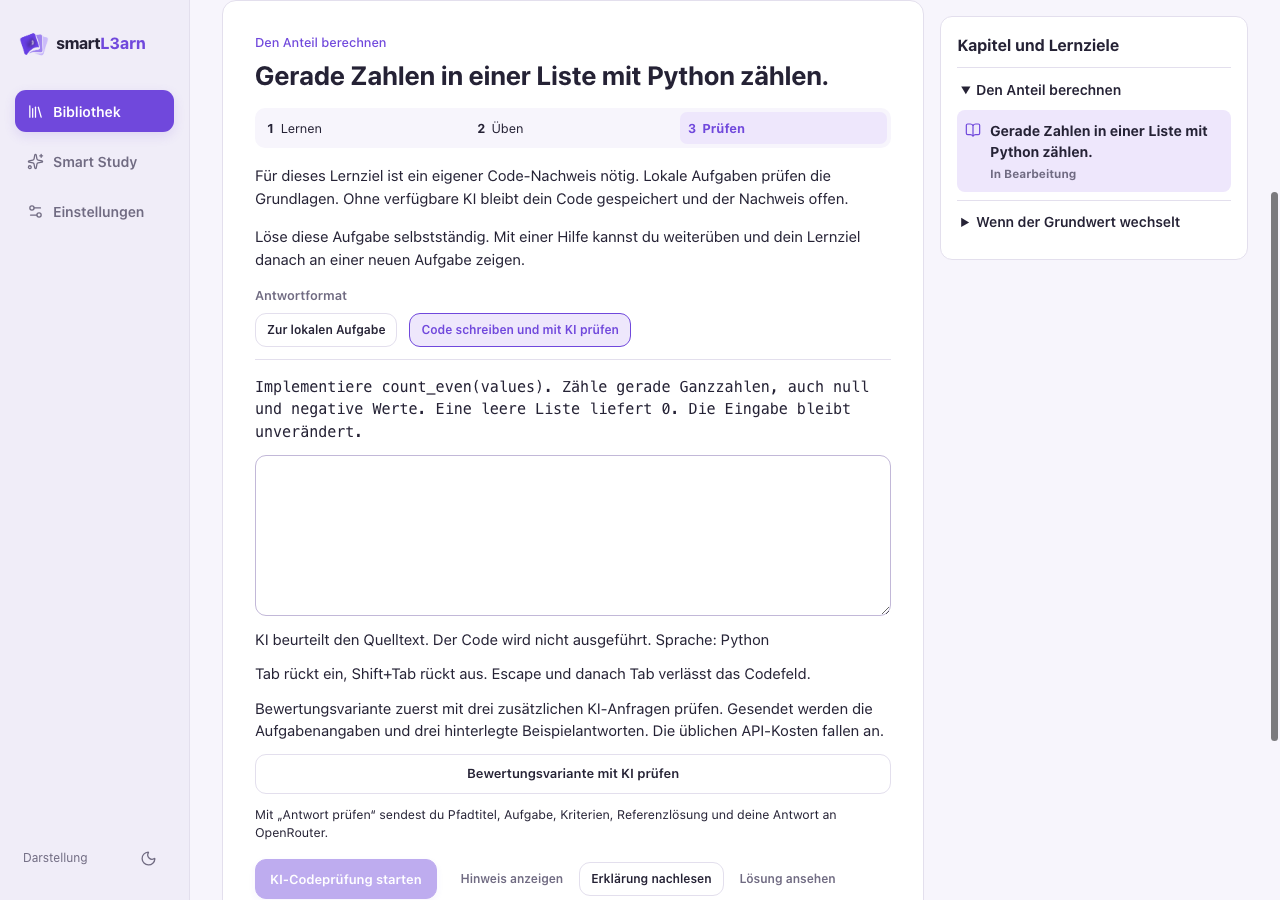 smartL3arn
Bibliothek
Smart Study
Einstellungen
Darstellung
Den Anteil berechnen
Gerade Zahlen in einer Liste mit Python zählen.
1 Lernen
2 Üben
3 Prüfen
Für dieses Lernziel ist ein eigener Code-Nachweis nötig. Lokale Aufgaben prüfen die
Grundlagen. Ohne verfügbare KI bleibt dein Code gespeichert und der Nachweis offen.
Löse diese Aufgabe selbstständig. Mit einer Hilfe kannst du weiterüben und dein Lernziel
danach an einer neuen Aufgabe zeigen.
Antwortformat
Zur lokalen Aufgabe
Code schreiben und mit KI prüfen
Implementiere count_even(values). Zähle gerade Ganzzahlen, auch null
und negative Werte. Eine leere Liste liefert 0. Die Eingabe bleibt
unverändert.
KI beurteilt den Quelltext. Der Code wird nicht ausgeführt. Sprache: Python
Tab rückt ein, Shift+Tab rückt aus. Escape und danach Tab verlässt das Codefeld.
Bewertungsvariante zuerst mit drei zusätzlichen KI-Anfragen prüfen. Gesendet werden die
Aufgabenangaben und drei hinterlegte Beispielantworten. Die üblichen API-Kosten fallen an.
Bewertungsvariante mit KI prüfen
Mit „Antwort prüfen“ sendest du Pfadtitel, Aufgabe, Kriterien, Referenzlösung und deine Antwort an
OpenRouter.
KI-Codeprüfung starten
Hinweis anzeigen
Erklärung nachlesen
Lösung ansehen
Kapitel und Lernziele
Den Anteil berechnen
Gerade Zahlen in einer Liste mit
Python zählen.
In Bearbeitung
Wenn der Grundwert wechselt